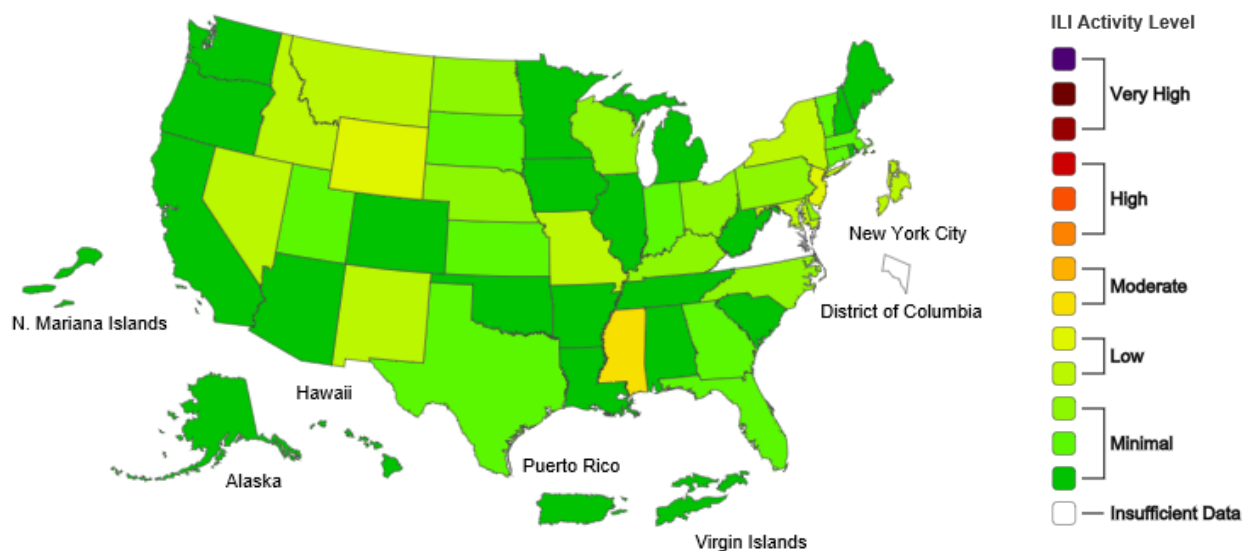 ILI Activity Level
Very High
High
Moderate
Low
Minimal
Insufficient Data
New York City
District of Columbia
N. Mariana Islands
Hawaii
Alaska
Puerto Rico
Virgin Islands